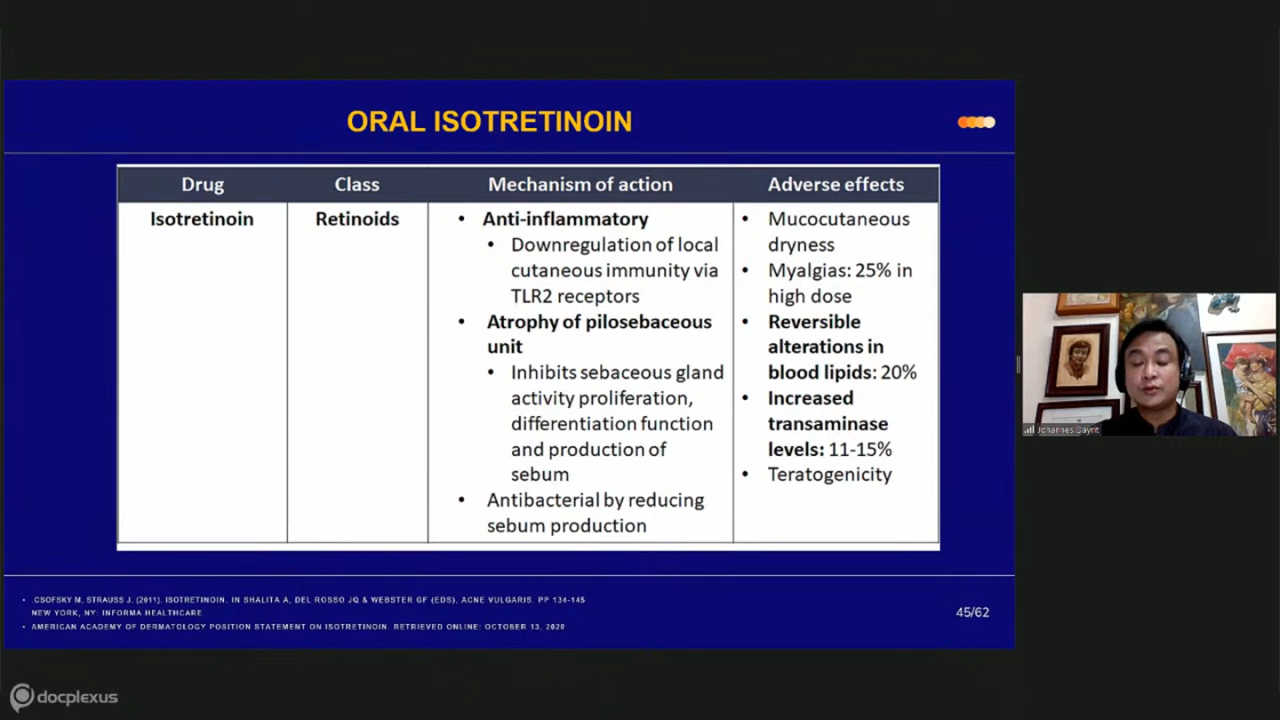 ORAL ISOTRETINOIN
Drug
Class
Mechanism of action
Adverse effects
Isotretinoin
Retinoids
• Anti-inflammatory
• Downregulation of local
cutaneous immunity via
TLR2 receptors
• Atrophy of pilosebaceous
unit
• Inhibits sebaceous gland
activity proliferation,
differentiation function
and production of
sebum
• Antibacterial by reducing
sebum production
• Mucocutaneous
dryness
• Myalgias: 25% in
high dose
• Reversible
alterations in
blood lipids: 20%
• Increased
transaminase
levels: 11-15%
• Teratogenicity
• .CSOFSKY M, STRAUSS J. (2011). ISOTRETINOIN. IN SHALITA A, DEL ROSSO JQ & WEBSTER GF (EDS), ACNE VULGARIS. PP 134-145
NEW YORK, NY: INFORMA HEALTHCARE
• AMERICAN ACADEMY OF DERMATOLOGY POSITION STATEMENT ON ISOTRETINOIN. RETRIEVED ONLINE: OCTOBER 13, 2020
45/62
Johannes Dayrit
docplexus